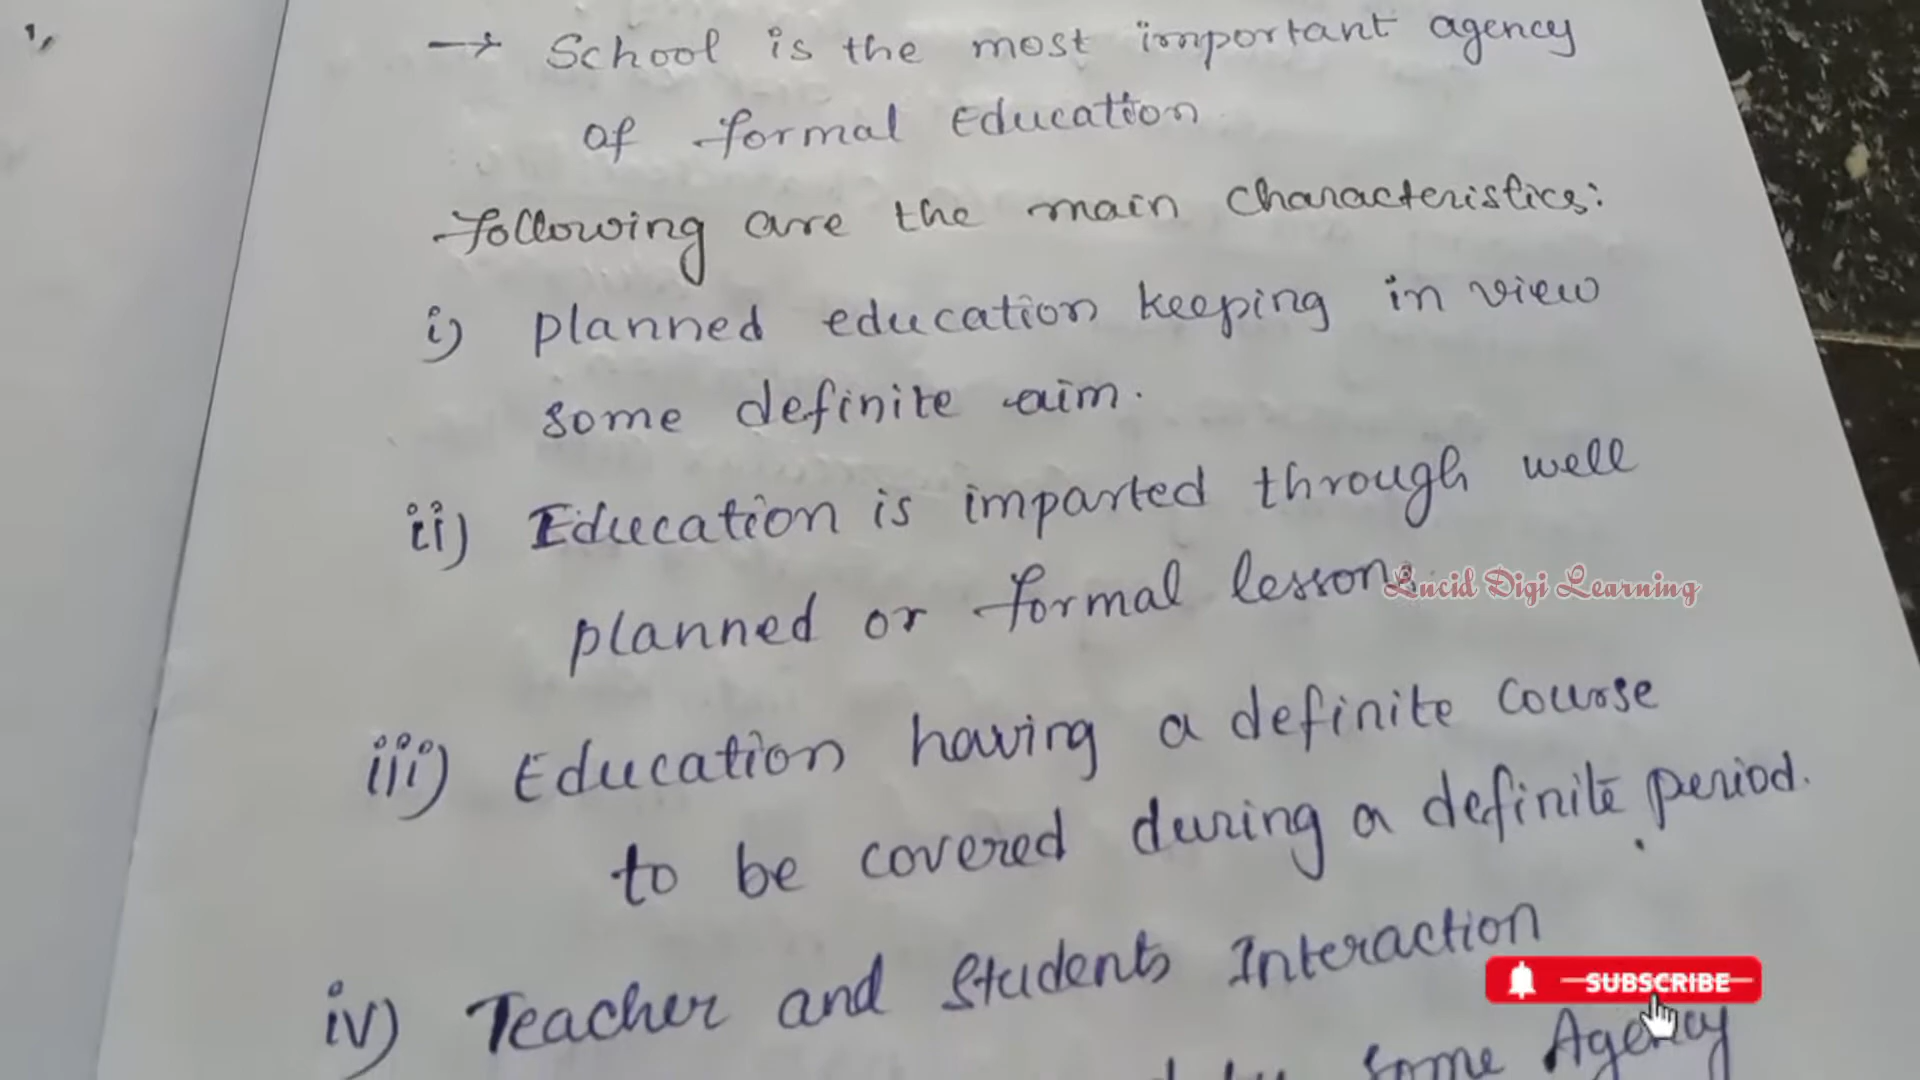 → School is the most important agency
of formal Education
following are the main characteristics:
i) planned education keeping in view
some definite aim.
ii) Education is imparted through well
planned or formal lessons
Lucid Digi Learning
iii) Education having a definite course
to be covered during a definite period.
iv) Teacher and Students Interaction
SUBSCRIBE
some Agency